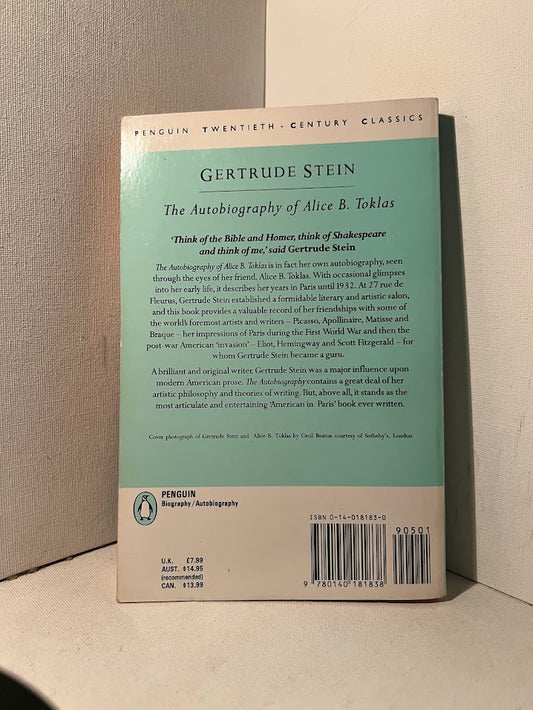 PENGUIN TWENTIETH-CENTURY CLASSICS
GERTRUDE STEIN
The Autobiography of Alice B. Toklas
'Think of the Bible and Homer, think of Shakespeare
and think of me,' said Gertrude Stein
The Autobiography of Alice B. Toklas is in fact her own autobiography, seen
through the eyes of her friend, Alice B. Toklas. With occasional glimpses
into her early life, it describes her years in Paris until 1932. At 27 rue de
Fleurus, Gertrude Stein established a formidable literary and artistic salon,
and this book provides a valuable record of her friendships with some of
the world's foremost artists and writers – Picasso, Apollinaire, Matisse and
Braque – her impressions of Paris during the First World War and then the
post-war American 'invasion' – Eliot, Hemingway and Scott Fitzgerald – for
whom Gertrude Stein became a guru.
A brilliant and original writer, Gertrude Stein was a major influence upon
modern American prose. The Autobiography contains a great deal of her
artistic philosophy and theories of writing. But, above all, it stands as the
most articulate and entertaining 'American in Paris' book ever written.
Cover photograph of Gertrude Stein and Alice B. Toklas by Cecil Beaton courtesy of Sotheby's, London
PENGUIN
Biography/Autobiography
ISBN 0-14-018183-0
90501
U.K. £7.99
AUST. $14.95
(recommended)
CAN. $13.99
9 780140 181838